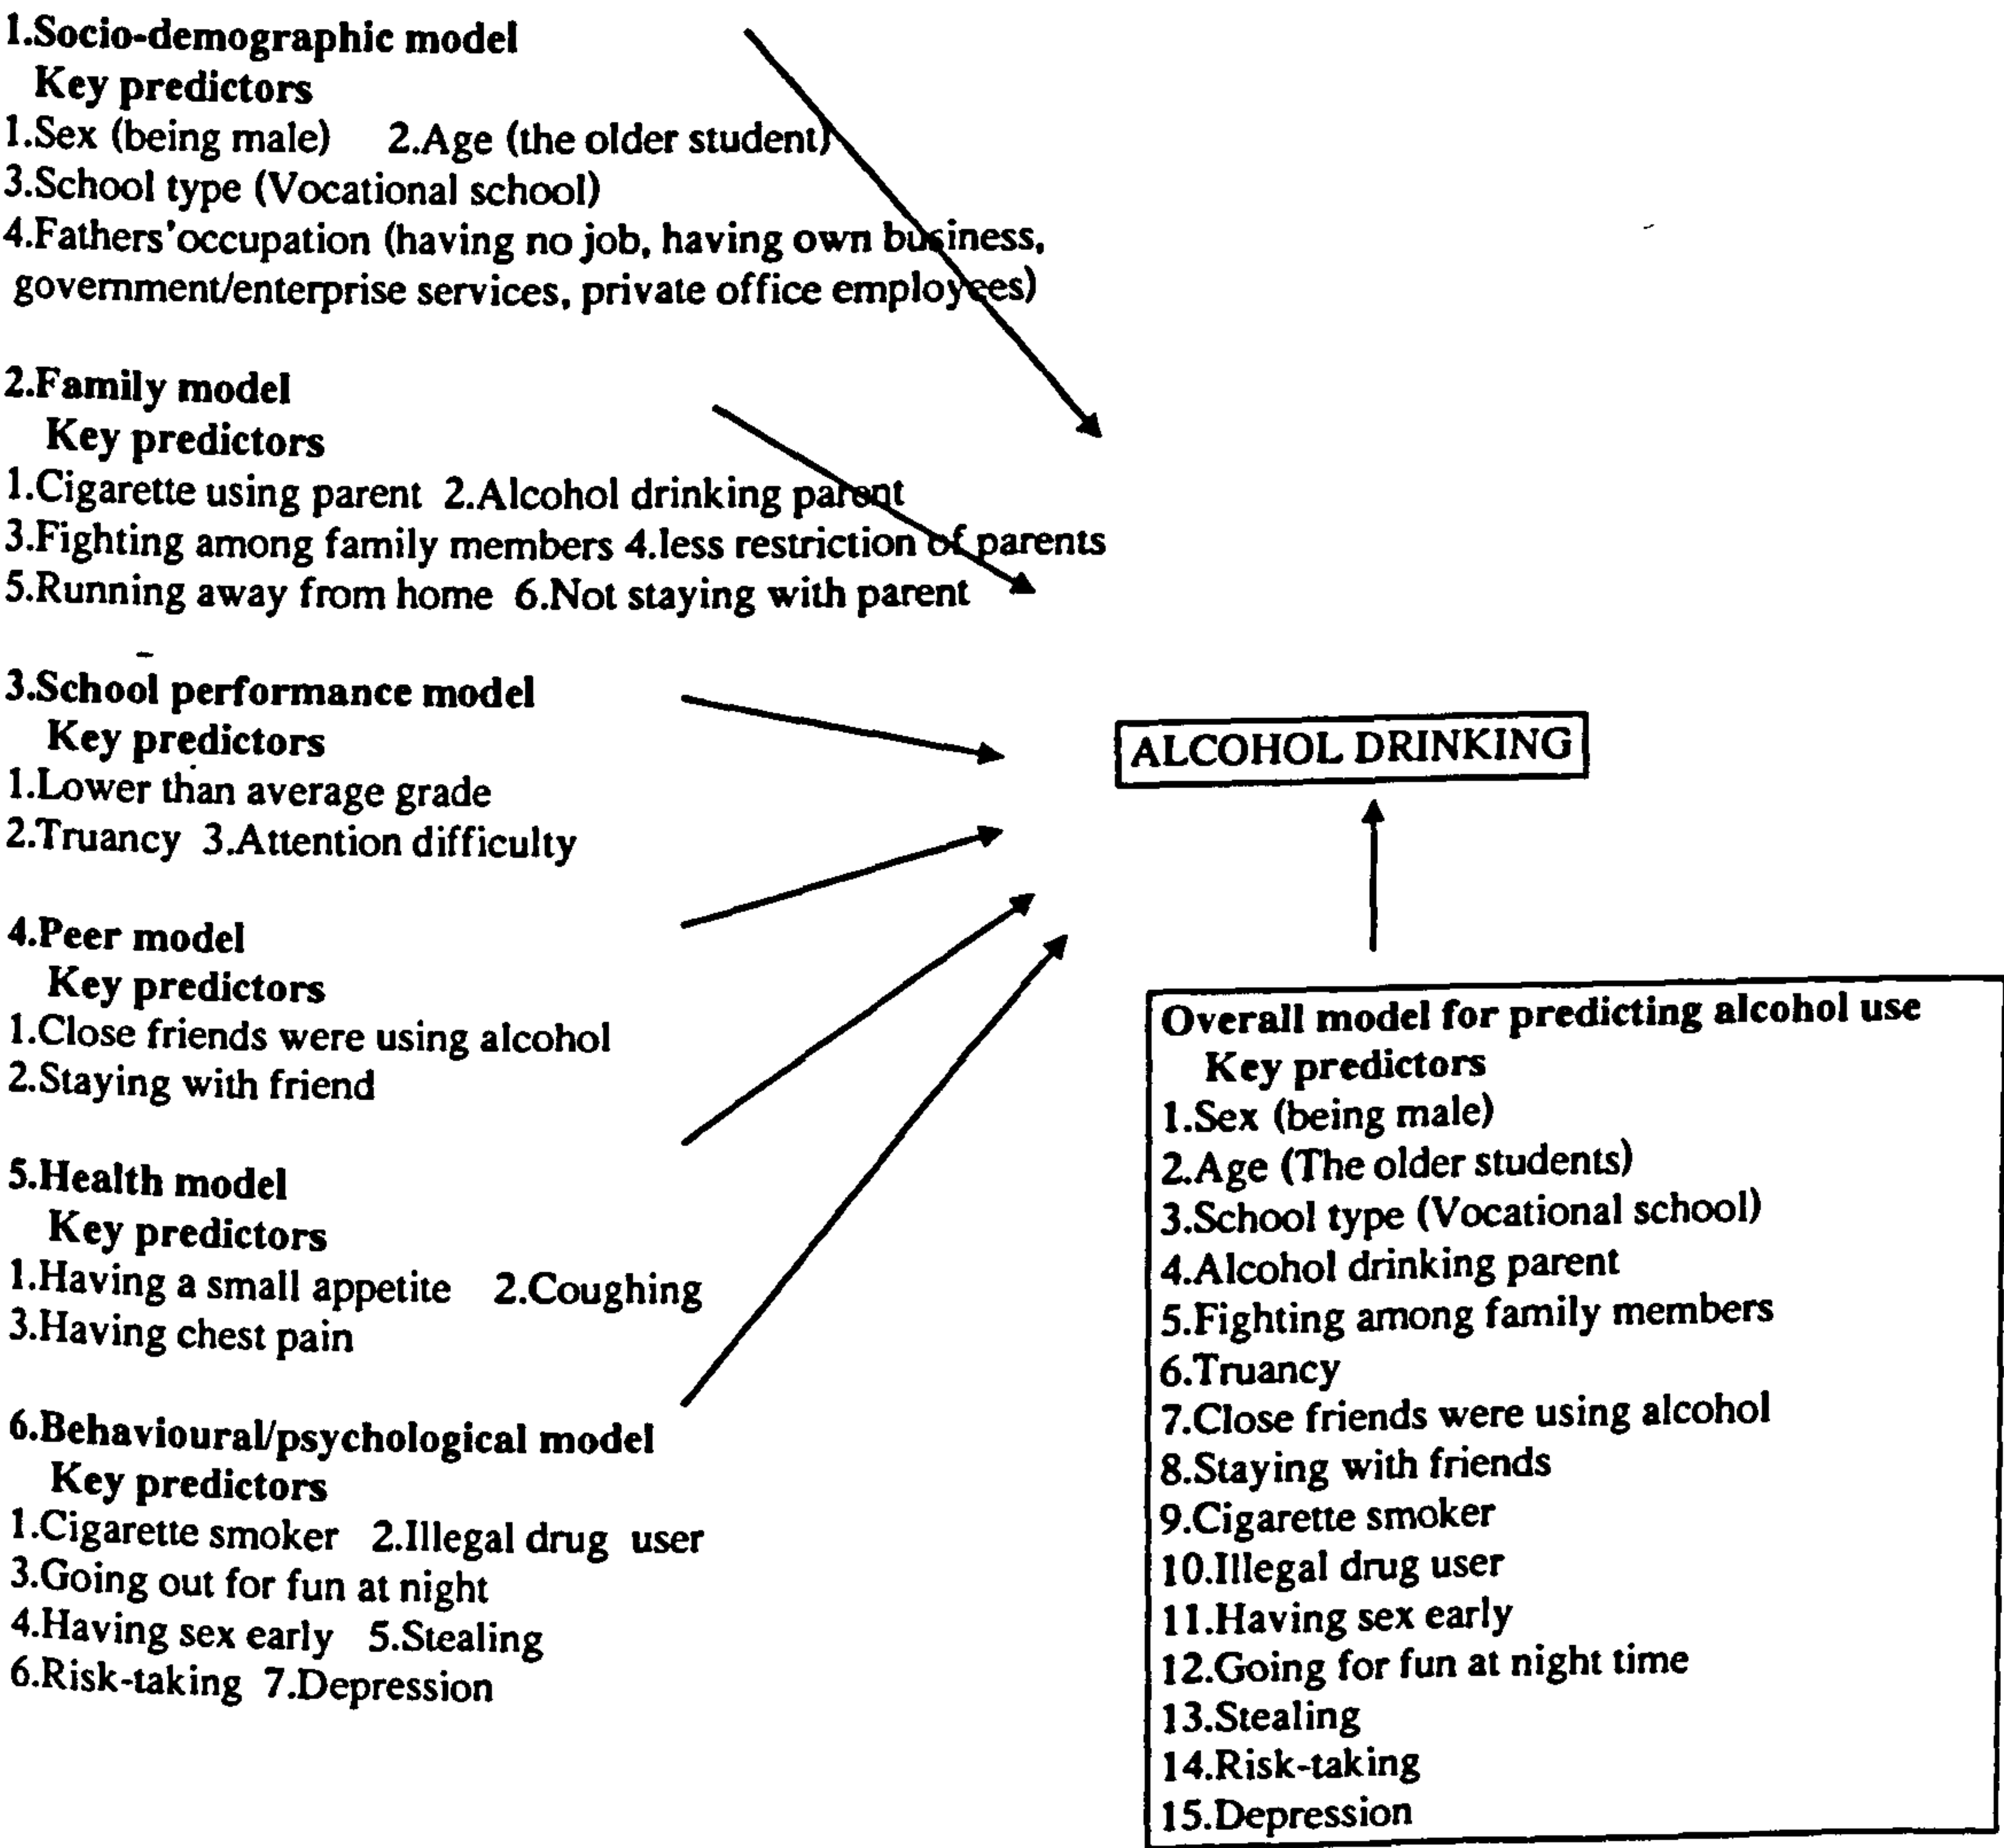 1.Socio-demographic model
Key predictors
1.Sex (being male) 2.Age (the older student)
3.School type (Vocational school)
4.Fathers'occupation (having no job, having own business,
government/enterprise services, private office employees)
2.Family model
Key predictors
1.Cigarette using parent 2.Alcohol drinking parent
3.Fighting among family members 4.less restriction of parents
5.Running away from home 6.Not staying with parent
3.School performance model
Key predictors
1.Lower than average grade
2.Truancy 3.Attention difficulty
4.Peer model
Key predictors
1.Close friends were using alcohol
2.Staying with friend
5.Health model
Key predictors
1.Having a small appetite 2.Coughing
3.Having chest pain
6.Behavioural/psychological model
Key predictors
1.Cigarette smoker 2.Illegal drug user
3.Going out for fun at night
4.Having sex early 5.Stealing
6.Risk-taking 7.Depression
ALCOHOL DRINKING
Overall model for predicting alcohol use
Key predictors
1.Sex (being male)
2.Age (The older students)
3.School type (Vocational school)
4.Alcohol drinking parent
5.Fighting among family members
6.Truancy
7.Close friends were using alcohol
8.Staying with friends
9.Cigarette smoker
10.Illegal drug user
11.Having sex early
12.Going for fun at night time
13.Stealing
14.Risk-taking
15.Depression